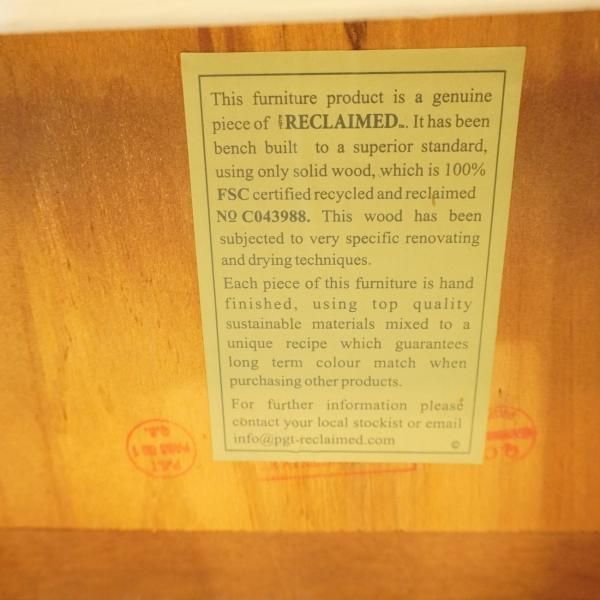 This furniture product is a genuine
piece of RECLAIMED. It has been
bench built to a superior standard,
using only solid wood, which is 100%
FSC certified recycled and reclaimed
Nº C043988. This wood has been
subjected to very specific renovating
and drying techniques.
Each piece of this furniture is hand
finished, using top quality
sustainable materials mixed to a
unique recipe which guarantees
long term colour match when
purchasing other products.
For further information please
contact your local stockist or email
info@pgt-reclaimed.com ©